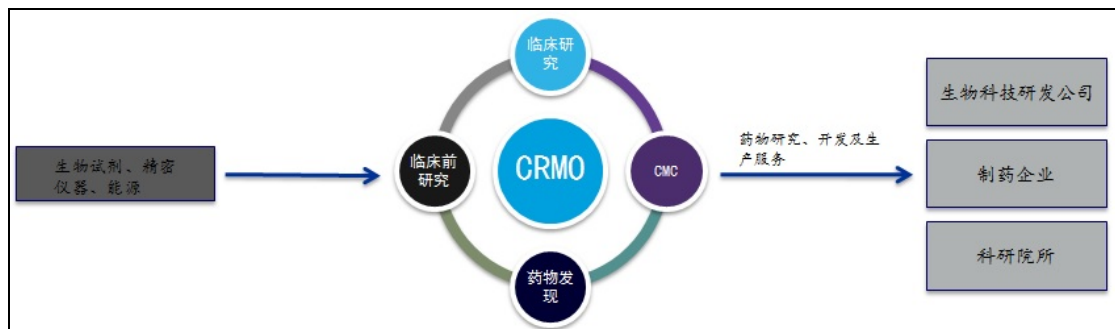 生物试剂、精密
仪器、能源
临床研
究
临床前
研究
CRMO
CMC
药物发
现
药物研究、开发及生
产服务
生物科技研发公司
制药企业
科研院所